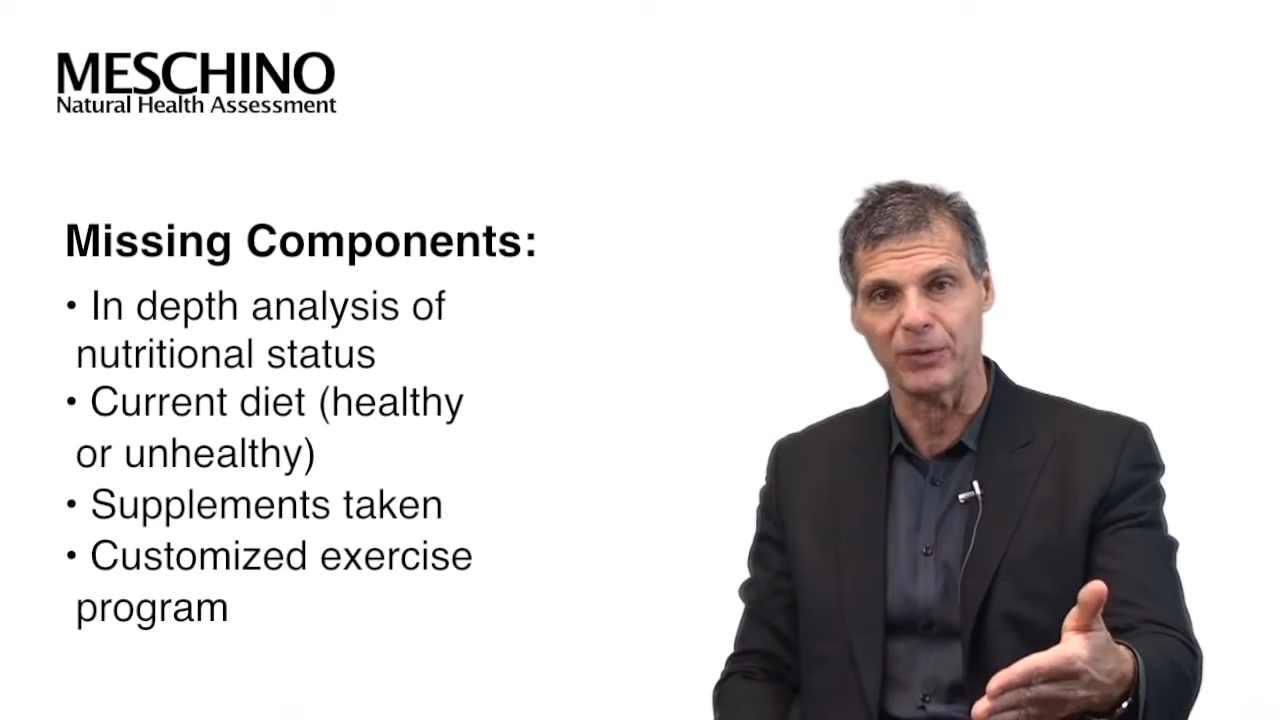 MESCHINO
Natural Health Assessment
Missing Components:
• In depth analysis of
nutritional status
• Current diet (healthy
or unhealthy)
• Supplements taken
• Customized exercise
program